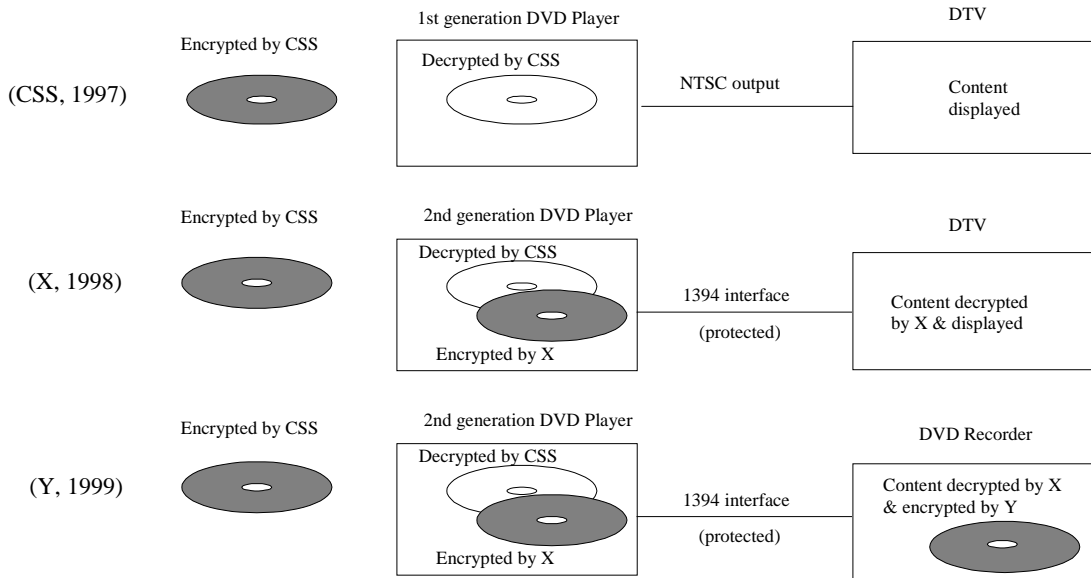 1st generation DVD Player
DTV
Encrypted by CSS
Decrypted by CSS
(CSS, 1997)
NTSC output
Content
displayed
Encrypted by CSS
2nd generation DVD Player
DTV
Decrypted by CSS
(X, 1998)
1394 interface
(protected)
Content decrypted
by X & displayed
Encrypted by X
Encrypted by CSS
2nd generation DVD Player
DVD Recorder
Decrypted by CSS
(Y, 1999)
1394 interface
(protected)
Content decrypted by X
& encrypted by Y
Encrypted by X